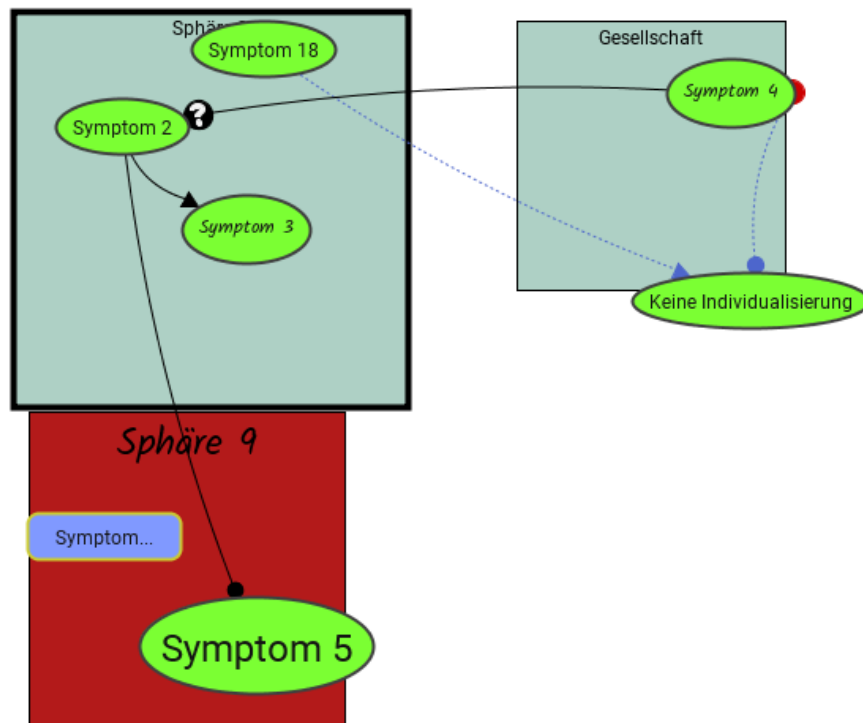 Symptom 18
Gesellschaft
Symptom 4
Symptom 2
?
Symptom 3
Keine Individualisierung
Sphäre 9
Symptom...
Symptom 5